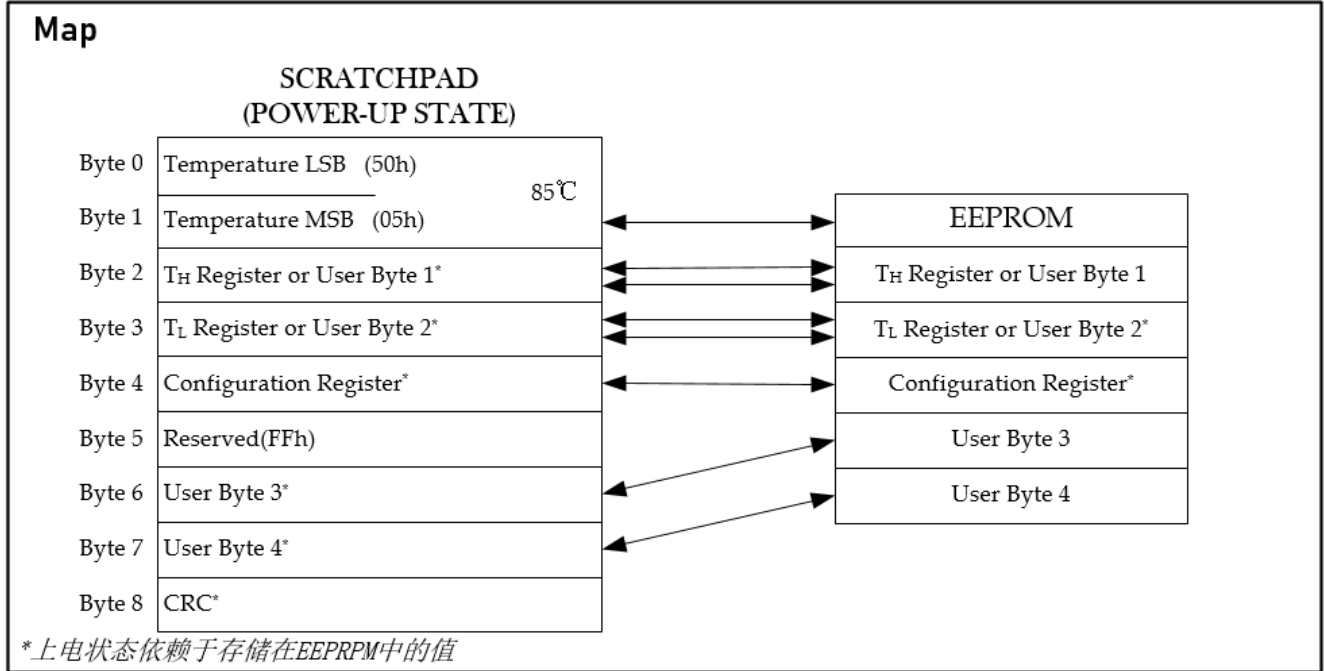 Map
SCRATCHPAD
(POWER-UP STATE)
Byte 0 Temperature LSB (50h)
85℃
Byte 1 Temperature MSB (05h)
EEPROM
Byte 2 TH Register or User Byte 1*
TH Register or User Byte 1
Byte 3 TL Register or User Byte 2*
TL Register or User Byte 2*
Byte 4 Configuration Register*
Configuration Register*
Byte 5 Reserved(FFh)
User Byte 3
Byte 6 User Byte 3*
User Byte 4
Byte 7 User Byte 4*
Byte 8 CRC*
*上电状态依赖于存储在EEPRPM中的值